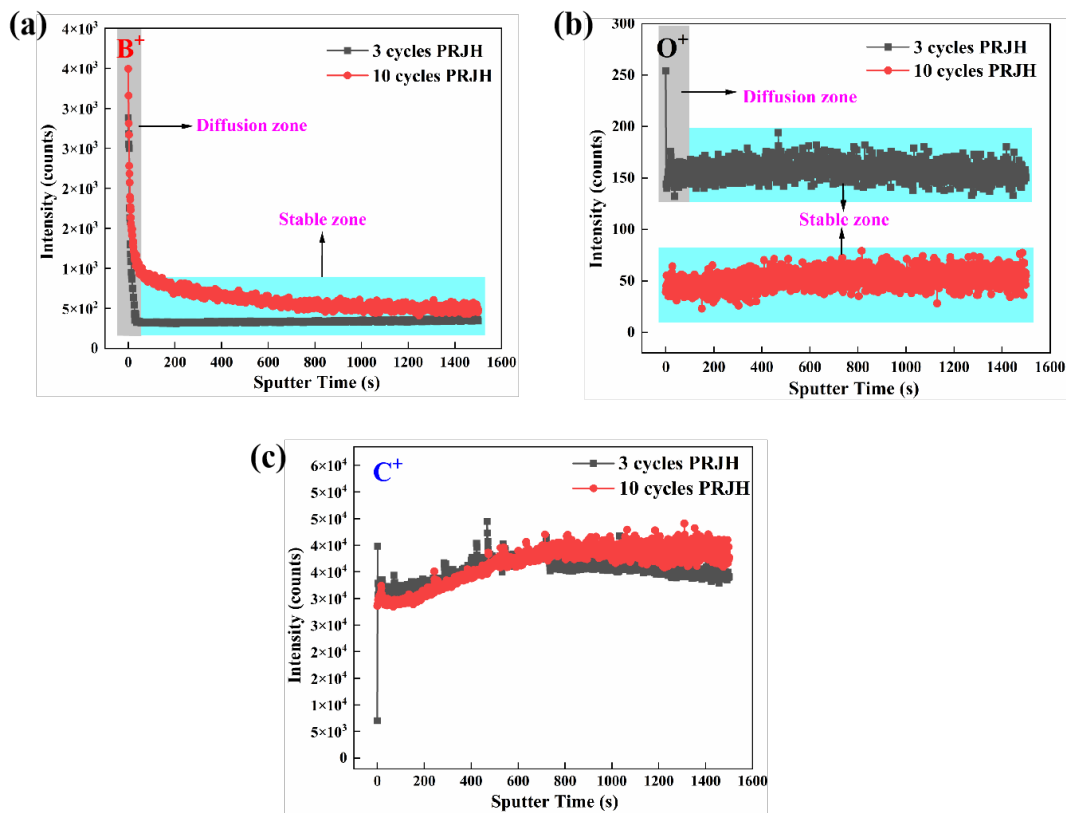 (a)
B⁺
3 cycles PRJH
10 cycles PRJH
Diffusion zone
Stable zone
4×10³
4×10³
3×10³
3×10³
2×10³
2×10³
1×10³
5×10²
0
Intensity (counts)
0 200 400 600 800 1000 1200 1400 1600
Sputter Time (s)
(b)
O⁺
3 cycles PRJH
10 cycles PRJH
Diffusion zone
Stable zone
300
250
200
150
100
50
0
Intensity (counts)
0 200 400 600 800 1000 1200 1400 1600
Sputter Time (s)
(c)
C⁺
3 cycles PRJH
10 cycles PRJH
6×10⁴
5×10⁴
5×10⁴
4×10⁴
4×10⁴
3×10⁴
3×10⁴
2×10⁴
2×10⁴
1×10⁴
5×10³
0
Intensity (counts)
0 200 400 600 800 1000 1200 1400 1600
Sputter Time (s)